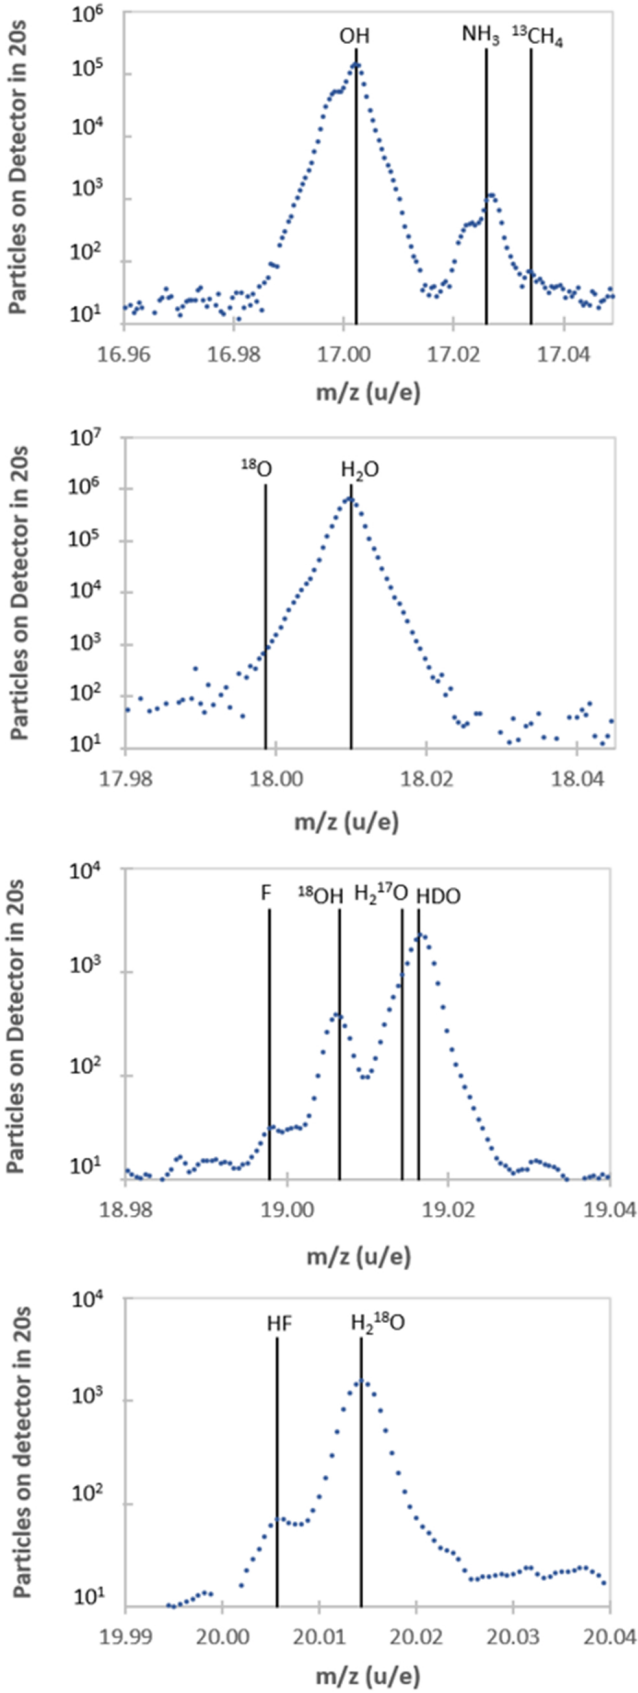 Particles on Detector in 20s
10⁶
10⁵
10⁴
10³
10²
10¹
OH NH₃ ¹³CH₄
16.96 16.98 17.00 17.02 17.04
m/z (u/e)
Particles on Detector in 20s
10⁷
10⁶
10⁵
10⁴
10³
10²
10¹
¹⁸O H₂O
17.98 18.00 18.02 18.04
m/z (u/e)
Particles on Detector in 20s
10⁴
10³
10²
10¹
F ¹⁸OH H₂¹⁷O HDO
18.98 19.00 19.02 19.04
m/z (u/e)
Particles on detector in 20s
10⁴
10³
10²
10¹
HF H₂¹⁸O
19.99 20.00 20.01 20.02 20.03 20.04
m/z (u/e)